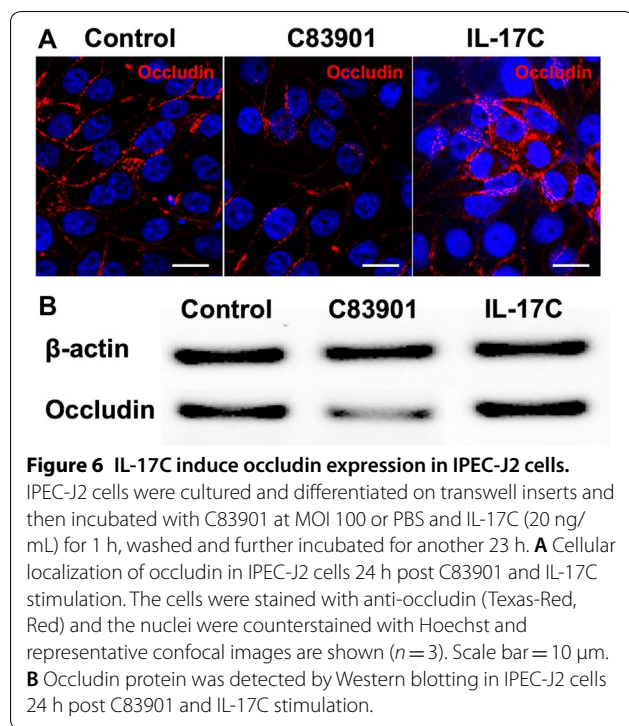 A Control C83901 IL-17C
Occludin Occludin Occludin
B Control C83901 IL-17C
β-actin
Occludin
Figure 6 IL-17C induce occludin expression in IPEC-J2 cells.
IPEC-J2 cells were cultured and differentiated on transwell inserts and
then incubated with C83901 at MOI 100 or PBS and IL-17C (20 ng/
mL) for 1 h, washed and further incubated for another 23 h. A Cellular
localization of occludin in IPEC-J2 cells 24 h post C83901 and IL-17C
stimulation. The cells were stained with anti-occludin (Texas-Red,
Red) and the nuclei were counterstained with Hoechst and
representative confocal images are shown (n = 3). Scale bar = 10 μm.
B Occludin protein was detected by Western blotting in IPEC-J2 cells
24 h post C83901 and IL-17C stimulation.